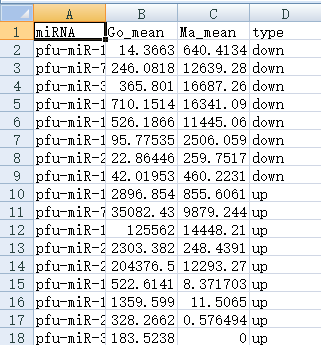 A B C D
1 miRNA Go_mean Ma_mean type
2 pfu-miR-1 14.3663 640.4134 down
3 pfu-miR-7 246.0818 12639.28 down
4 pfu-miR-3 365.801 16687.26 down
5 pfu-miR-1 710.1514 16341.09 down
6 pfu-miR-1 526.1866 11445.06 down
7 pfu-miR-1 95.77535 2506.059 down
8 pfu-miR-2 22.86446 259.7517 down
9 pfu-miR-1 42.01953 460.2231 down
10 pfu-miR-1 2896.854 855.6061 up
11 pfu-miR-7 35082.43 9879.244 up
12 pfu-miR-1 125562 14448.21 up
13 pfu-miR-2 2303.382 248.4391 up
14 pfu-miR-2 204376.5 12293.27 up
15 pfu-miR-1 522.6141 8.371703 up
16 pfu-miR-1 1359.599 11.5065 up
17 pfu-miR-2 328.2662 0.576494 up
18 pfu-miR-3 183.5238 0 up